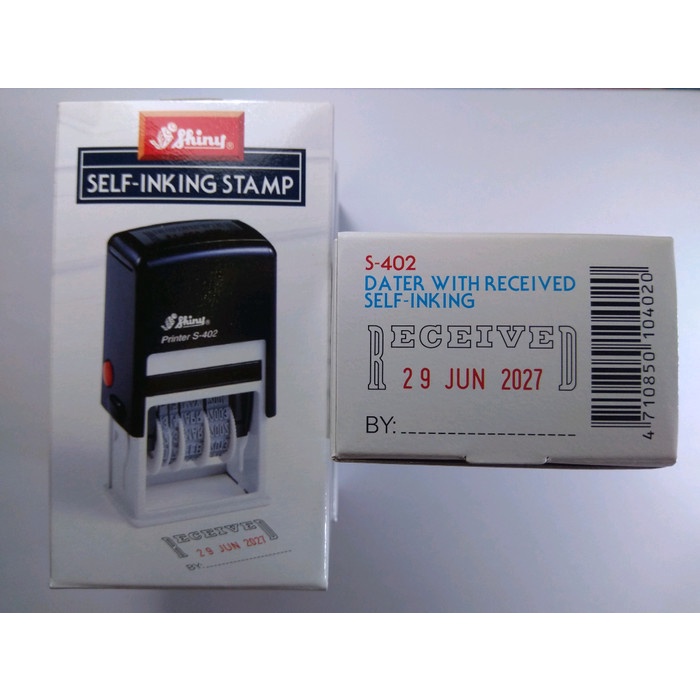 Shiny®
SELF-INKING STAMP
Shiny®
Printer S-402
RECEIVED
29 JUN 2027
BY:
S-402
DATER WITH RECEIVED
SELF-INKING
RECEIVED
29 JUN 2027
BY:
4 710850 104020